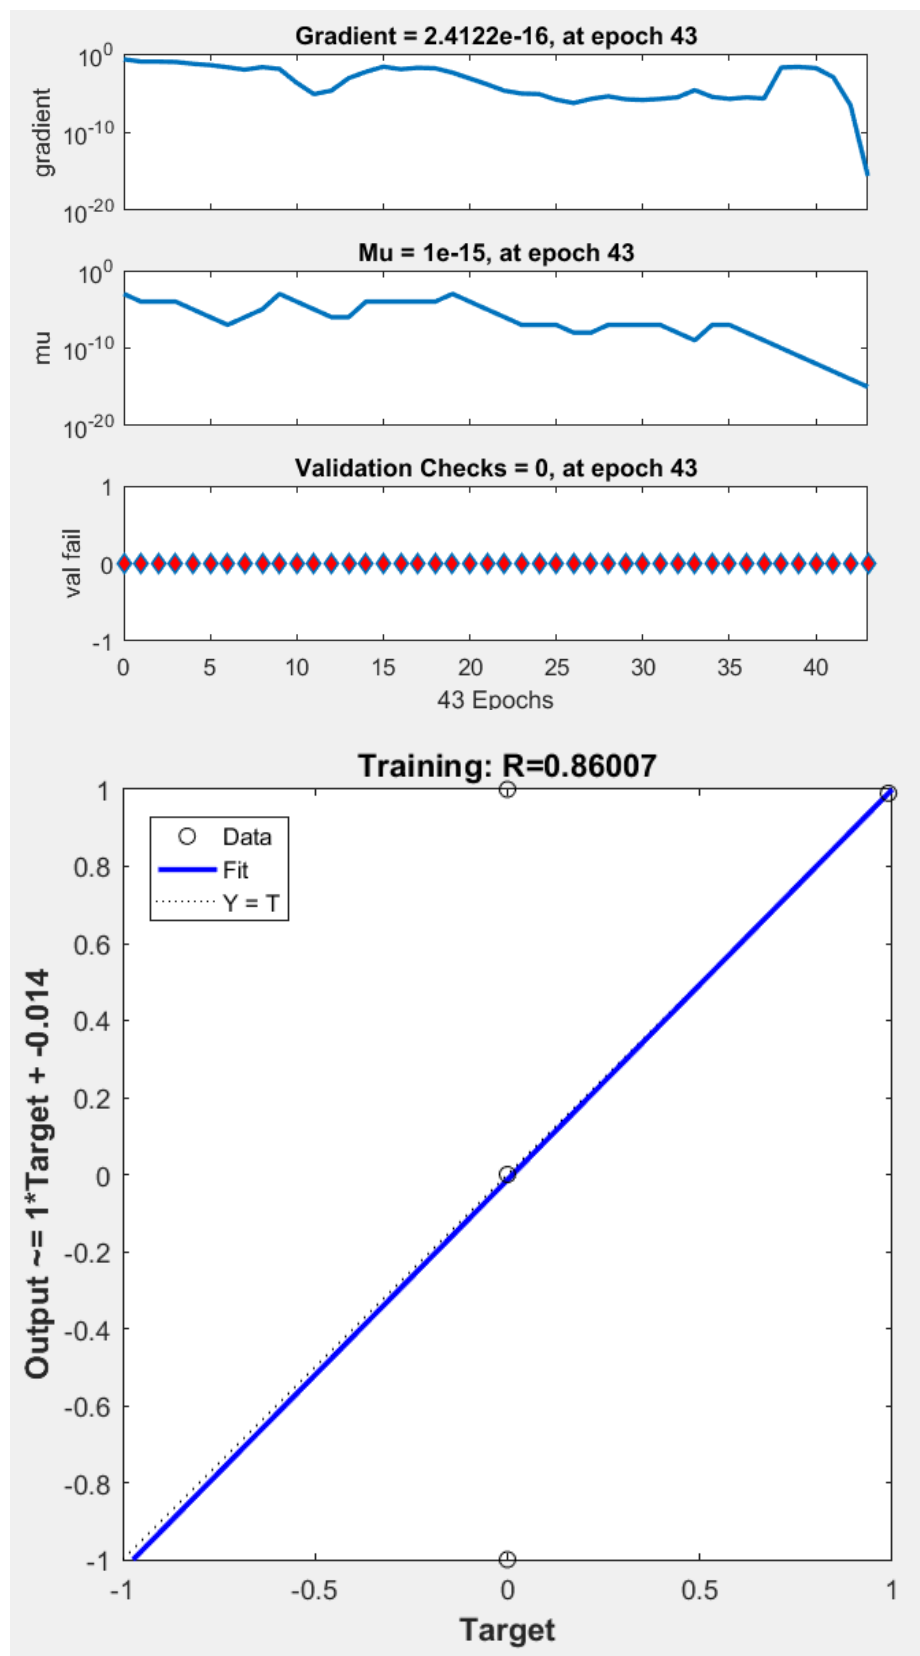 Gradient = 2.4122e-16, at epoch 43
10^0
10^-10
10^-20
gradient
Mu = 1e-15, at epoch 43
10^0
10^-10
10^-20
mu
Validation Checks = 0, at epoch 43
1
0
-1
val fail
0 5 10 15 20 25 30 35 40
43 Epochs
Training: R=0.86007
Data
Fit
Y = T
1
0.8
0.6
0.4
0.2
0
-0.2
-0.4
-0.6
-0.8
-1
Output ~= 1*Target + -0.014
-1 -0.5 0 0.5 1
Target